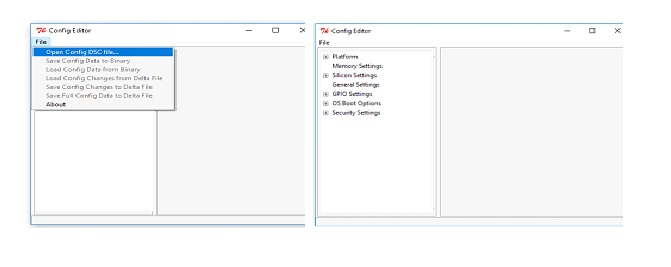 Config Editor
File
Open Config DSC file...
Save Config Data to Binary
Load Config Data from Binary
Load Config Changes from Delta File
Save Config Changes to Delta File
Save Full Config Data to Delta File
About
Config Editor
File
Platform
Memory Settings
Silicon Settings
General Settings
GPIO Settings
OS Boot Options
Security Settings